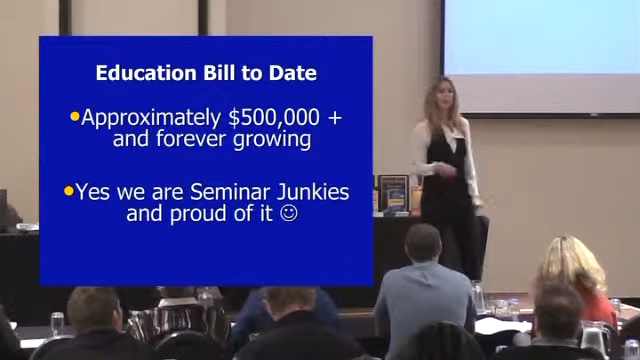 Education Bill to Date
•Approximately $500,000 +
and forever growing
•Yes we are Seminar Junkies
and proud of it ☺